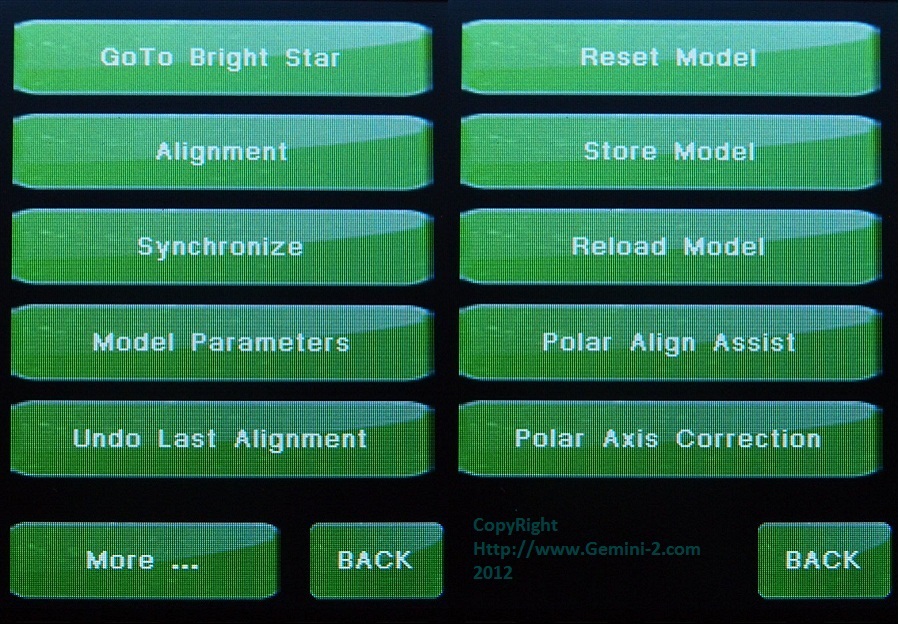 GoTo Bright Star
Alignment
Synchronize
Model Parameters
Undo Last Alignment
More ...
BACK
Reset Model
Store Model
Reload Model
Polar Align Assist
Polar Axis Correction
CopyRight
Http://www.Gemini-2.com
2012
BACK